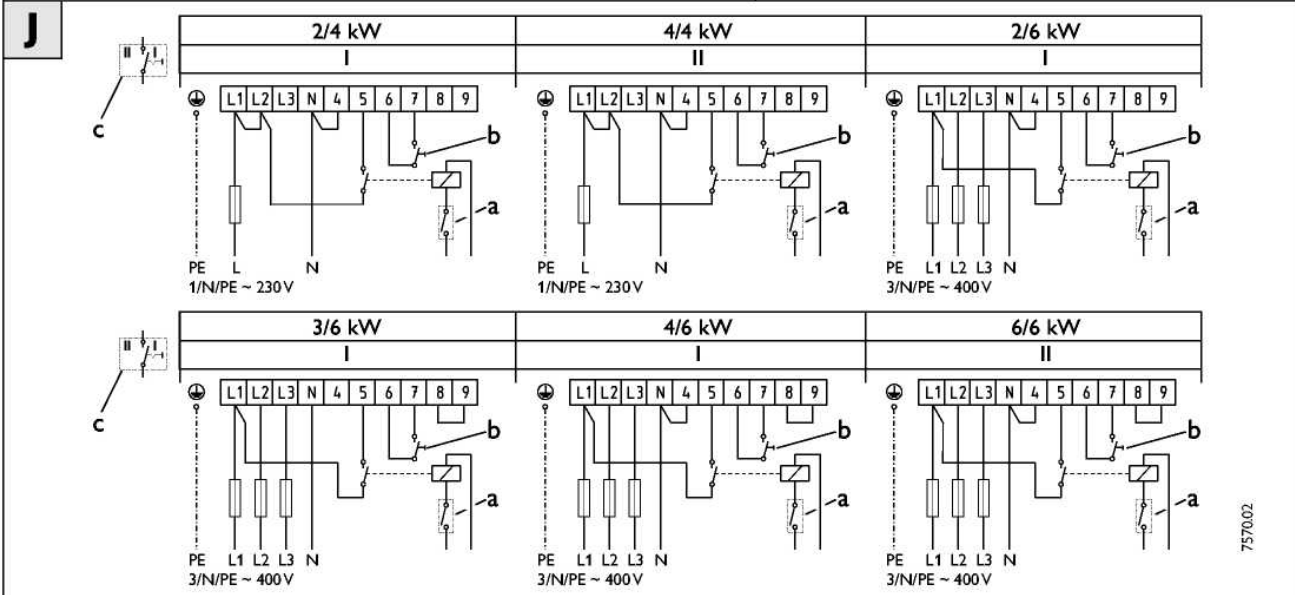 J
2/4 kW 4/4 kW 2/6 kW
II I I II I
c
L1 L2 L3 N 4 5 6 7 8 9 L1 L2 L3 N 4 5 6 7 8 9 L1 L2 L3 N 4 5 6 7 8 9
b b b
a a a
PE L N PE L N PE L1 L2 L3 N
1/N/PE ~ 230 V 1/N/PE ~ 230 V 3/N/PE ~ 400 V
3/6 kW 4/6 kW 6/6 kW
II I I I II
c
L1 L2 L3 N 4 5 6 7 8 9 L1 L2 L3 N 4 5 6 7 8 9 L1 L2 L3 N 4 5 6 7 8 9
b b b
a a a
PE L1 L2 L3 N PE L1 L2 L3 N PE L1 L2 L3 N
3/N/PE ~ 400 V 3/N/PE ~ 400 V 3/N/PE ~ 400 V
7570.02